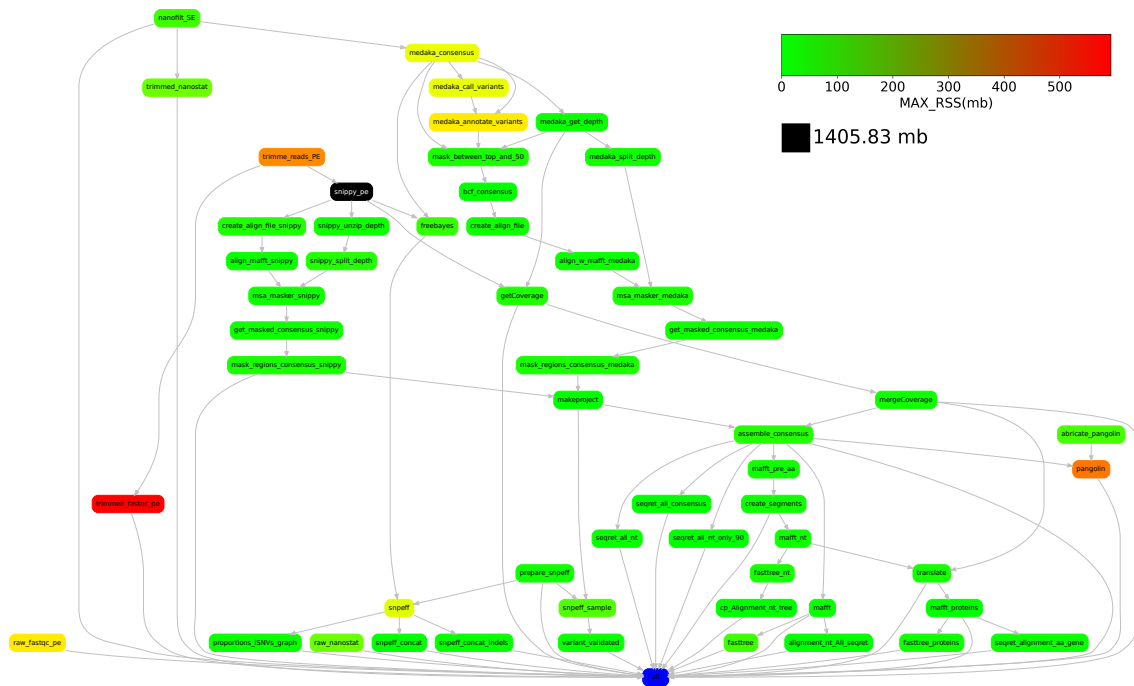 nanofilt_SE
medaka_consensus
trimmed_nanostat
medaka_call_variants
medaka_annotate_variants
medaka_get_depth
0 100 200 300 400 500
MAX_RSS(mb)
1405.83 mb
trimme_reads_PE
mask_between_top_and_50
medaka_split_depth
snippy_pe
bcf_consensus
create_align_file_snippy
snippy_unzip_depth
freebayes
create_align_file
align_mafft_snippy
snippy_split_depth
align_w_mafft_medaka
msa_masker_snippy
getCoverage
msa_masker_medaka
get_masked_consensus_snippy
get_masked_consensus_medaka
mask_regions_consensus_snippy
mask_regions_consensus_medaka
makeproject
mergeCoverage
assemble_consensus
abricate_pangolin
mafft_pre_aa
pangolin
trimmed_fastqc_pe
seqret_all_consensus
create_segments
seqret_all_nt
seqret_all_nt_only_90
mafft_nt
prepare_snpeff
fasttree_nt
translate
snpeff
snpeff_sample
cp_Alignment_nt_tree
mafft
mafft_proteins
raw_fastqc_pe
proportions_iSNVs_graph
raw_nanostat
snpeff_concat
snpeff_concat_indels
variant_validated
fasttree
alignment_nt_All_seqret
fasttree_proteins
seqret_alignment_aa_gene
all